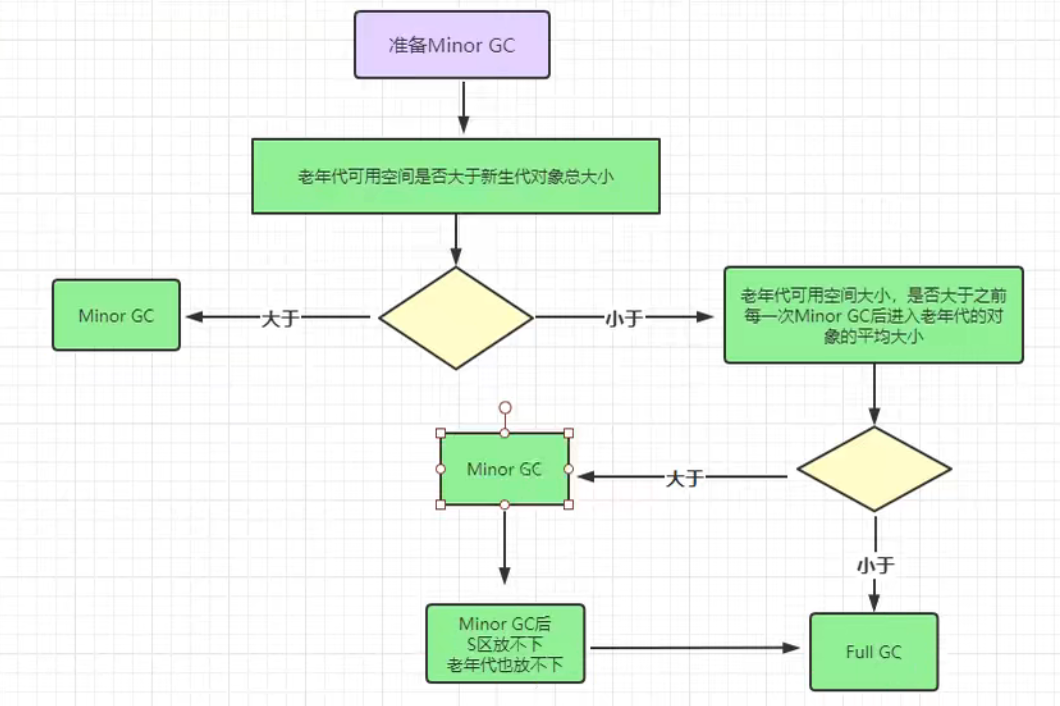 准备Minor GC
老年代可用空间是否大于新生代对象总大小
Minor GC
大于
小于
老年代可用空间大小，是否大于之前
每一次Minor GC后进入老年代的对
象的平均大小
Minor GC
大于
小于
Minor GC后
S区放不下
老年代也放不下
Full GC